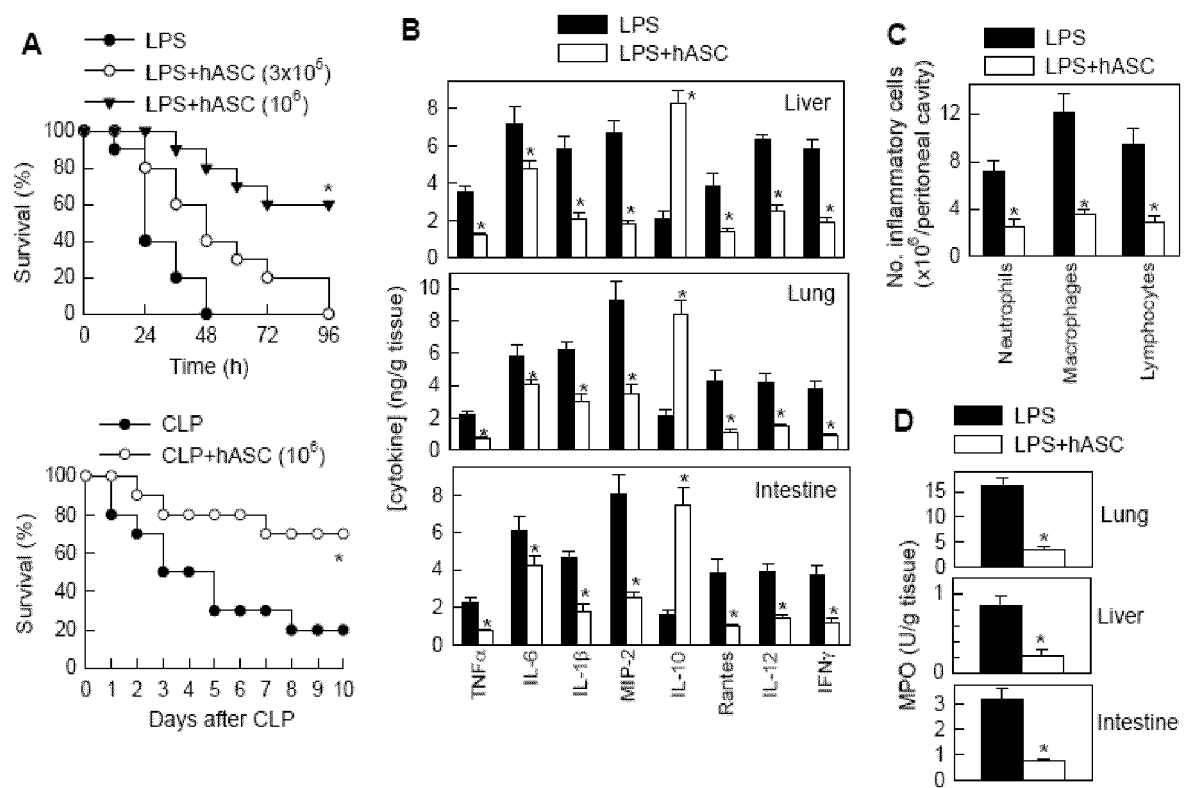 A
LPS
LPS+hASC (3x10⁵)
LPS+hASC (10⁶)
100
80
60
40
20
0
Survival (%)
*
0 24 48 72 96
Time (h)
CLP
CLP+hASC (10⁶)
100
80
60
40
20
0
Survival (%)
*
0 1 2 3 4 5 6 7 8 9 10
Days after CLP
B
LPS
LPS+hASC
[cytokine] (ng/g tissue)
Liver
8
6
4
2
0
* * * * * * * *
Lung
10
8
6
4
2
0
* * * * * * * *
Intestine
8
6
4
2
0
* * * * * * * *
TNFα IL-6 IL-1β MIP-2 IL-10 Rantes IL-12 IFNγ
C
LPS
LPS+hASC
No. inflammatory cells
(x10⁶/peritoneal cavity)
12
8
4
0
* * *
Neutrophils Macrophages Lymphocytes
D
LPS
LPS+hASC
MPO (U/g tissue)
15
10
5
0
*
Lung
1
0
*
Liver
3
2
1
0
*
Intestine